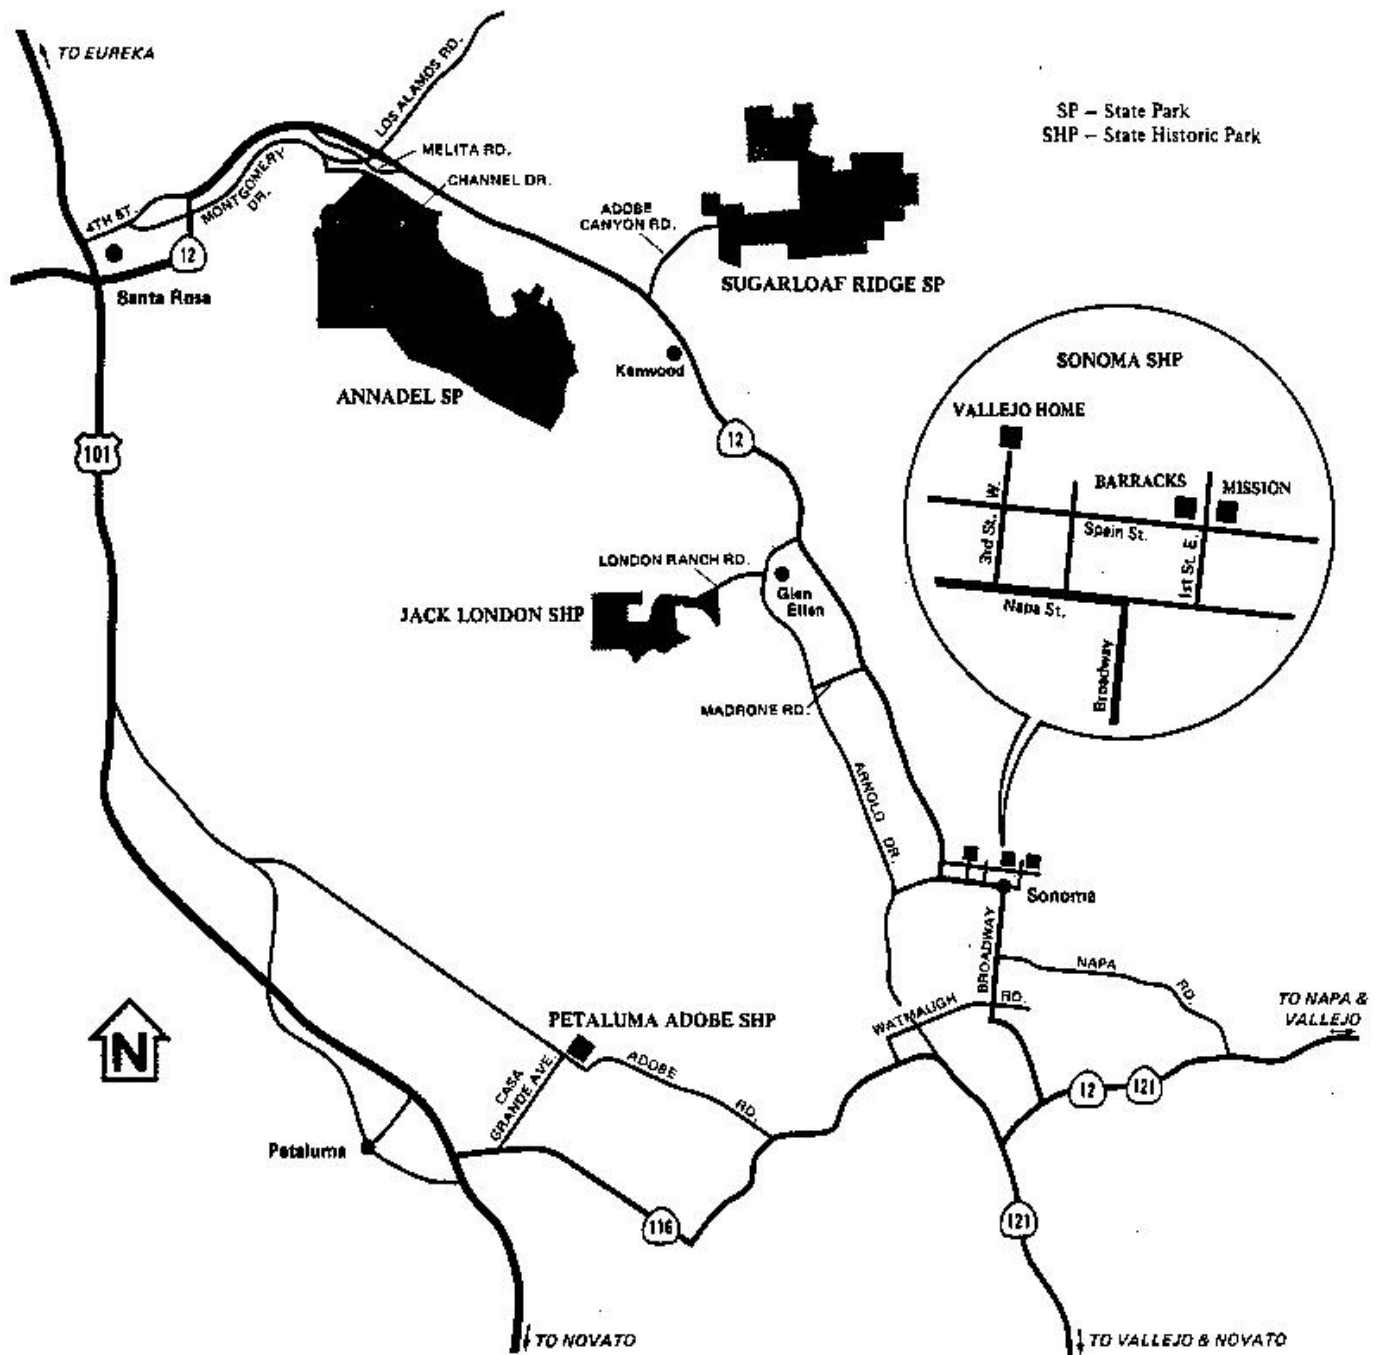 TO EUREKA
LOS ALAMOS RD.
SP – State Park
SHP – State Historic Park
MELITA RD.
CHANNEL DR.
4TH ST.
MONTGOMERY
DR.
ADOBE
CANYON RD.
12
Santa Rosa
SUGARLOAF RIDGE SP
SONOMA SHP
Kenwood
ANNADEL SP
VALLEJO HOME
12
101
BARRACKS
MISSION
3rd St. W.
Spain St.
1st St. E.
LONDON RANCH RD.
Glen
Ellen
Napa St.
JACK LONDON SHP
Broadway
MADRONE RD.
ARNOLD DR.
Sonoma
BROADWAY
NAPA RD.
WATMAUGH RD.
TO NAPA &
VALLEJO
PETALUMA ADOBE SHP
N
CASA
GRANDE AVE.
ADOBE RD.
12
121
Petaluma
116
121
TO NOVATO
TO VALLEJO & NOVATO